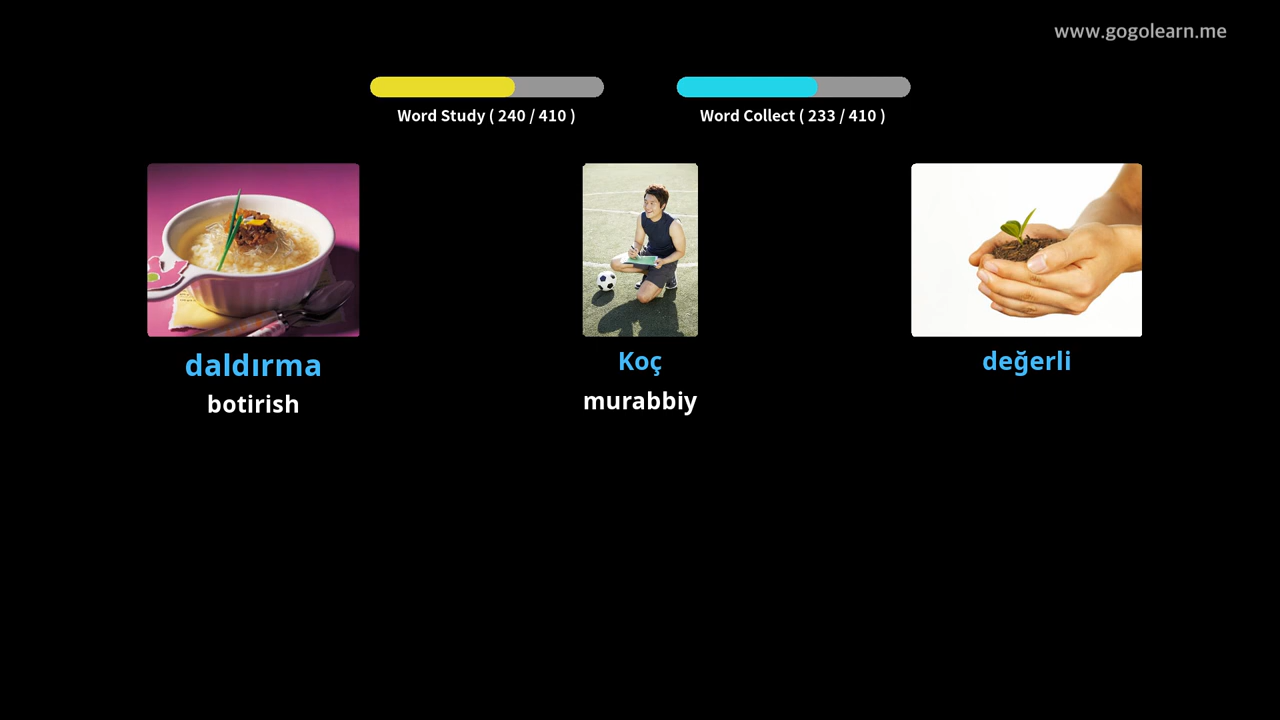 www.gogolearn.me
Word Study ( 240 / 410 )
Word Collect ( 233 / 410 )
daldırma
botirish
Koç
murabbiy
değerli